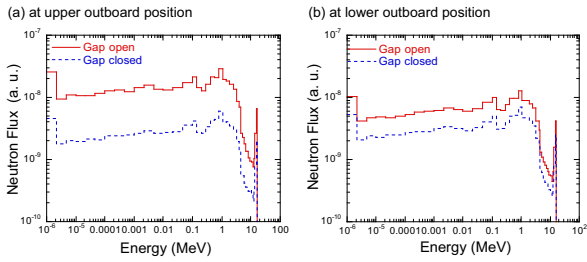 (a) at upper outboard position
10^-7
Gap open
Gap closed
10^-8
10^-9
10^-10
Neutron Flux (a. u.)
10^-6 10^-5 0.0001 0.001 0.01 0.1 1 10 100
Energy (MeV)
(b) at lower outboard position
10^-7
Gap open
Gap closed
10^-8
10^-9
10^-10
Neutron Flux (a. u.)
10^-6 10^-5 0.0001 0.001 0.01 0.1 1 10 10^2
Energy (MeV)